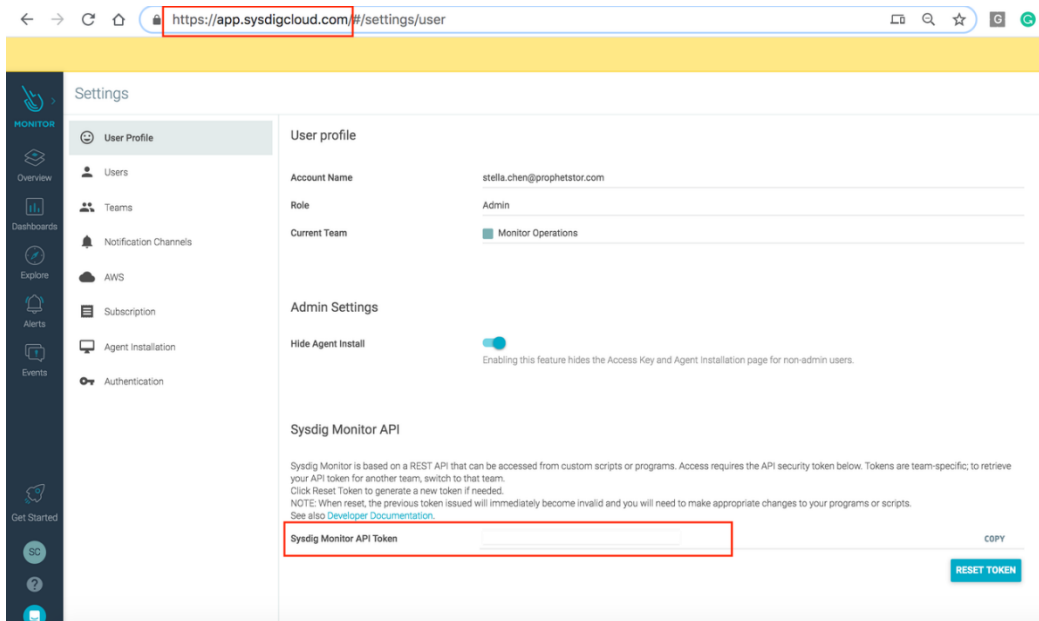 https://app.sysdigcloud.com/#/settings/user
G
G
Settings
MONITOR
Overview
Dashboards
Explore
Alerts
Events
Get Started
SC
?
User Profile
Users
Teams
Notification Channels
AWS
Subscription
Agent Installation
Authentication
User profile
Account Name stella.chen@prophetstor.com
Role Admin
Current Team Monitor Operations
Admin Settings
Hide Agent Install
Enabling this feature hides the Access Key and Agent Installation page for non-admin users.
Sysdig Monitor API
Sysdig Monitor is based on a REST API that can be accessed from custom scripts or programs. Access requires the API security token below. Tokens are team-specific; to retrieve
your API token for another team, switch to that team.
Click Reset Token to generate a new token if needed.
NOTE: When reset, the previous token issued will immediately become invalid and you will need to make appropriate changes to your programs or scripts.
See also Developer Documentation.
Sysdig Monitor API Token COPY
RESET TOKEN